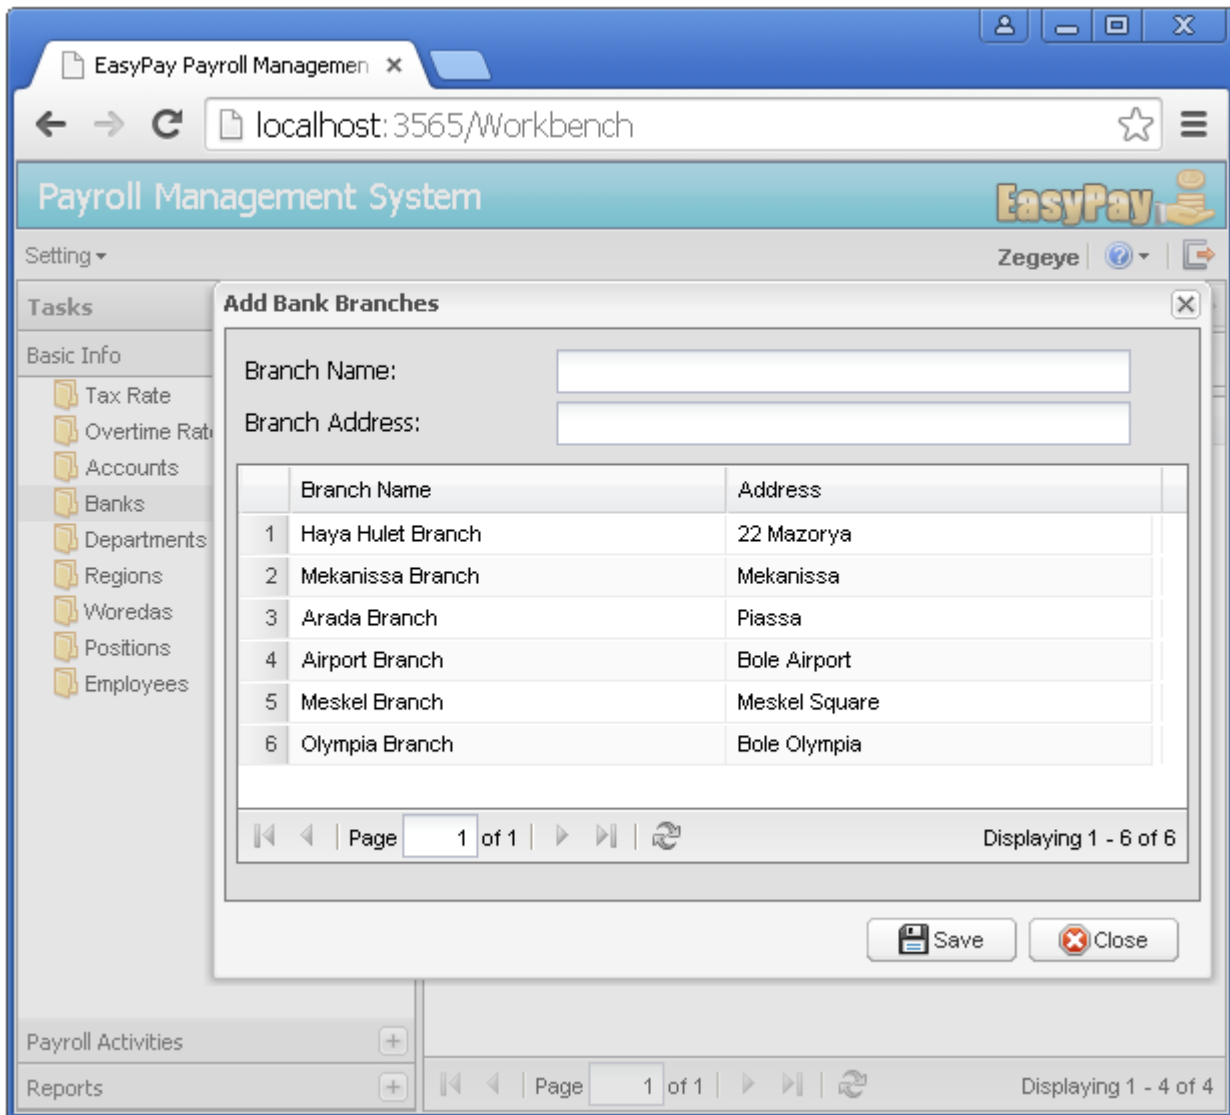 EasyPay Payroll Managemen
localhost:3565/Workbench
Payroll Management System
EasyPay
Setting
Zegeye
Tasks
Basic Info
Tax Rate
Overtime Rat
Accounts
Banks
Departments
Regions
Woredas
Positions
Employees
Payroll Activities
Reports
Add Bank Branches
Branch Name:
Branch Address:
Branch Name Address
1 Haya Hulet Branch 22 Mazorya
2 Mekanissa Branch Mekanissa
3 Arada Branch Piassa
4 Airport Branch Bole Airport
5 Meskel Branch Meskel Square
6 Olympia Branch Bole Olympia
Page 1 of 1 Displaying 1 - 6 of 6
Save Close
Page 1 of 1 Displaying 1 - 4 of 4